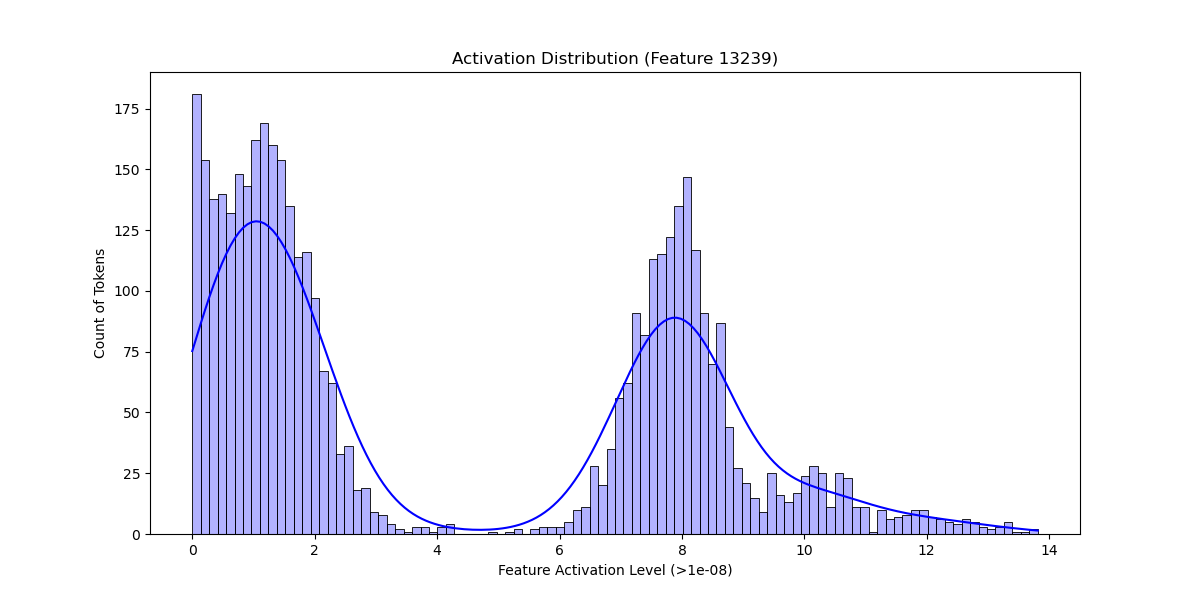 Activation Distribution (Feature 13239)
175
150
125
100
75
50
25
0
Count of Tokens
0 2 4 6 8 10 12 14
Feature Activation Level (>1e-08)